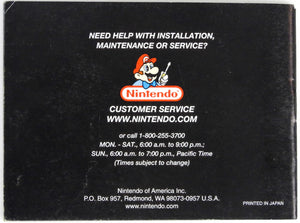 NEED HELP WITH INSTALLATION,
MAINTENANCE OR SERVICE?
Nintendo
CUSTOMER SERVICE
WWW.NINTENDO.COM
or call 1-800-255-3700
MON. - SAT., 6:00 a.m. to 9:00 p.m.;
SUN., 6:00 a.m. to 7:00 p.m., Pacific Time
(Times subject to change)
Nintendo of America Inc.
P.O. Box 957, Redmond, WA 98073-0957 U.S.A.
www.nintendo.com
PRINTED IN JAPAN